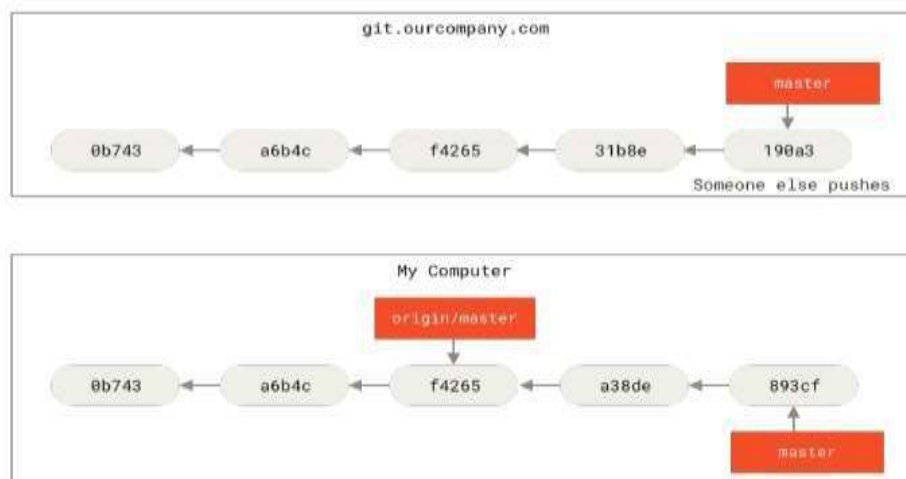 git.ourcompany.com
master
0b743 a6b4c f4265 31b8e 190a3
Someone else pushes
My Computer
origin/master
0b743 a6b4c f4265 a38de 893cf
master